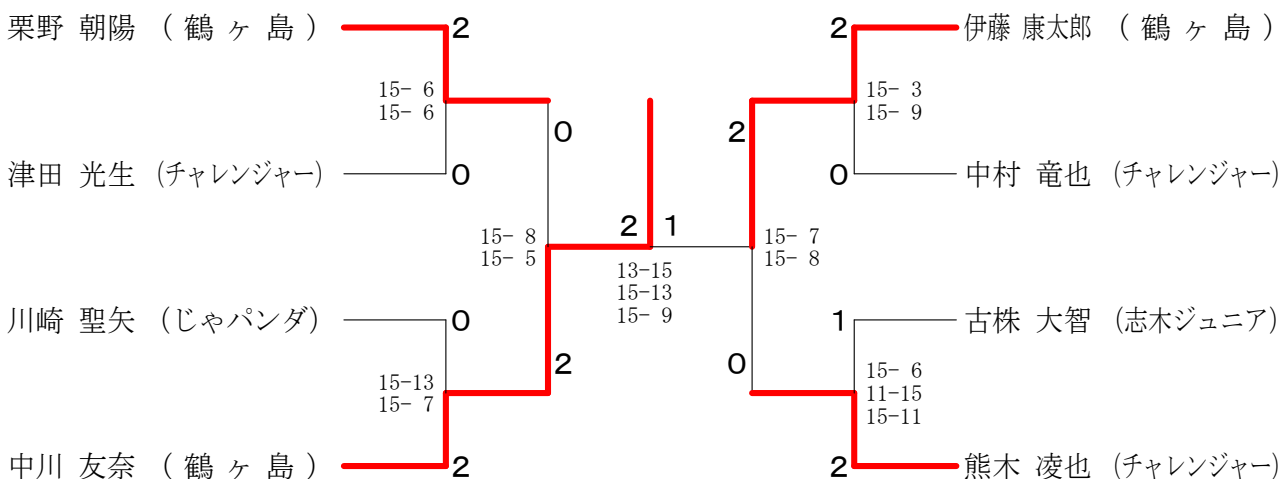 栗野 朝陽 (鶴ヶ島) 2 2 伊藤 康太郎 (鶴ヶ島)
15- 6 15- 3
15- 6 15- 9
0 2
津田 光生 (チャレンジャー) 0 0 中村 竜也 (チャレンジャー)
2 1
15- 8 15- 7
15- 5 15- 8
13-15
15-13
15- 9
川崎 聖矢 (じゃパンダ) 0 1 古株 大智 (志木ジュニア)
2 0
15-13 15- 6
15- 7 11-15
15-11
中川 友奈 (鶴ヶ島) 2 2 熊木 凌也 (チャレンジャー)